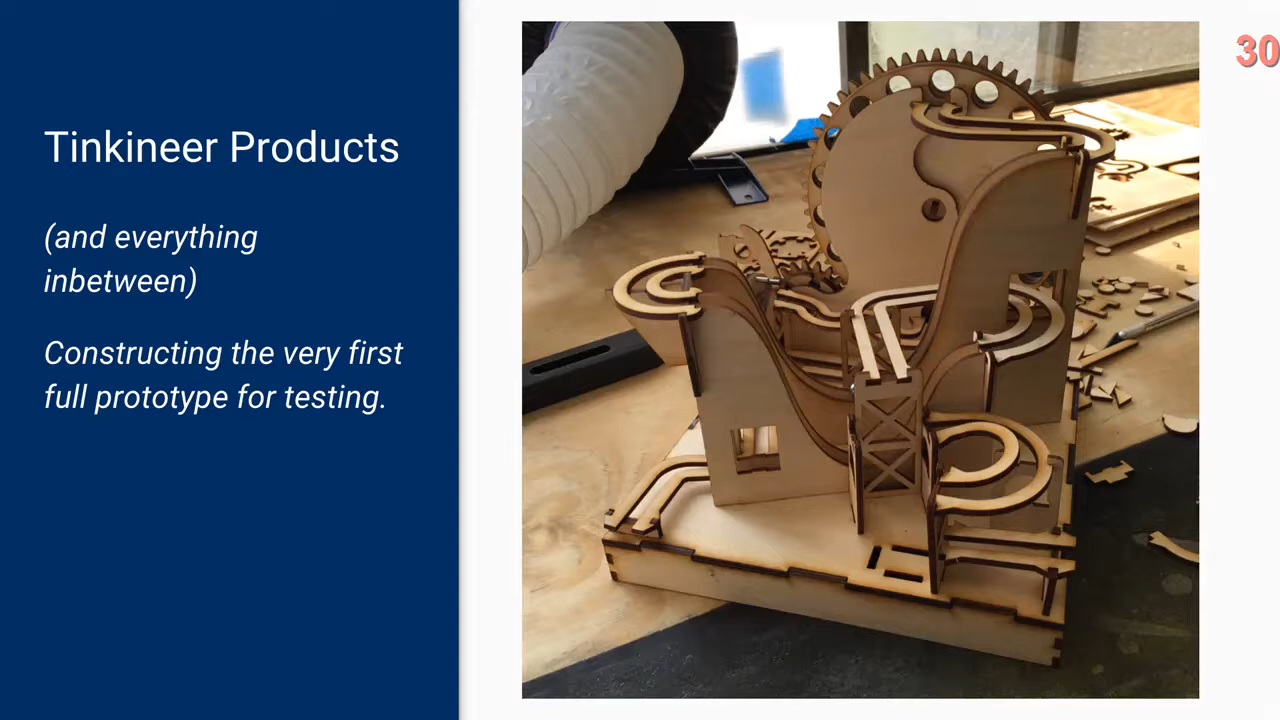 Tinkineer Products
(and everything
inbetween)
Constructing the very first
full prototype for testing.
30